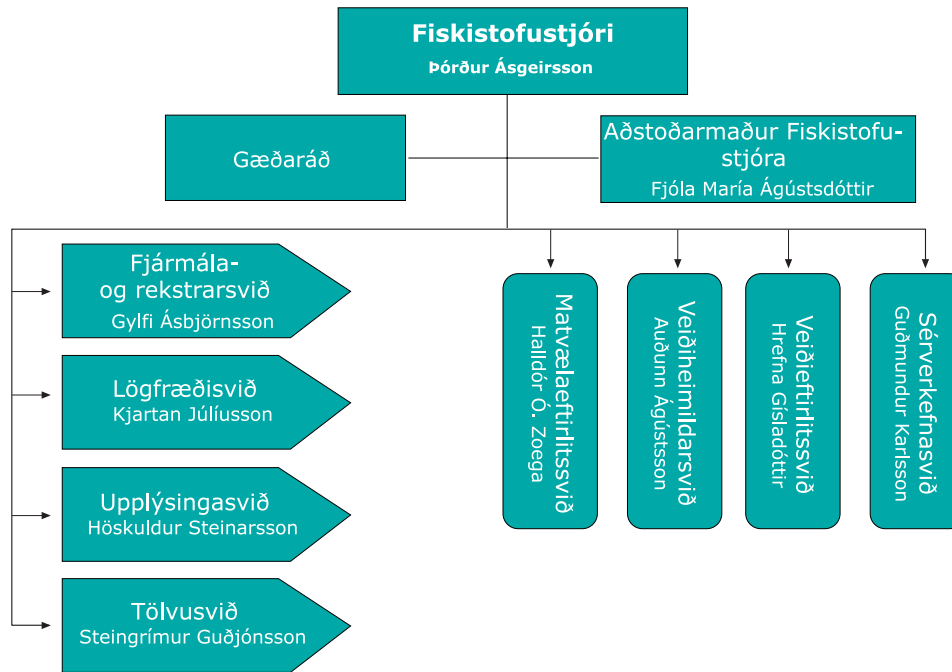 Fiskistofustjóri
Þórður Ásgeirsson
Gæðaráð
Aðstoðarmaður Fiskistofu-
stjóra
Fjóla María Ágústsdóttir
Fjármála-
og rekstrarsvið
Gylfi Ásbjörnsson
Lögfræðisvið
Kjartan Júlíusson
Upplýsingasvið
Höskuldur Steinarsson
Tölvusvið
Steingrímur Guðjónsson
Matvælaeftirlitssvið
Halldór Ó. Zoega
Veiðiheimildarsvið
Auðunn Ágústsson
Veiðieftirlitssvið
Hrefna Gísladóttir
Sérverkefnasvið
Guðmundur Karlsson